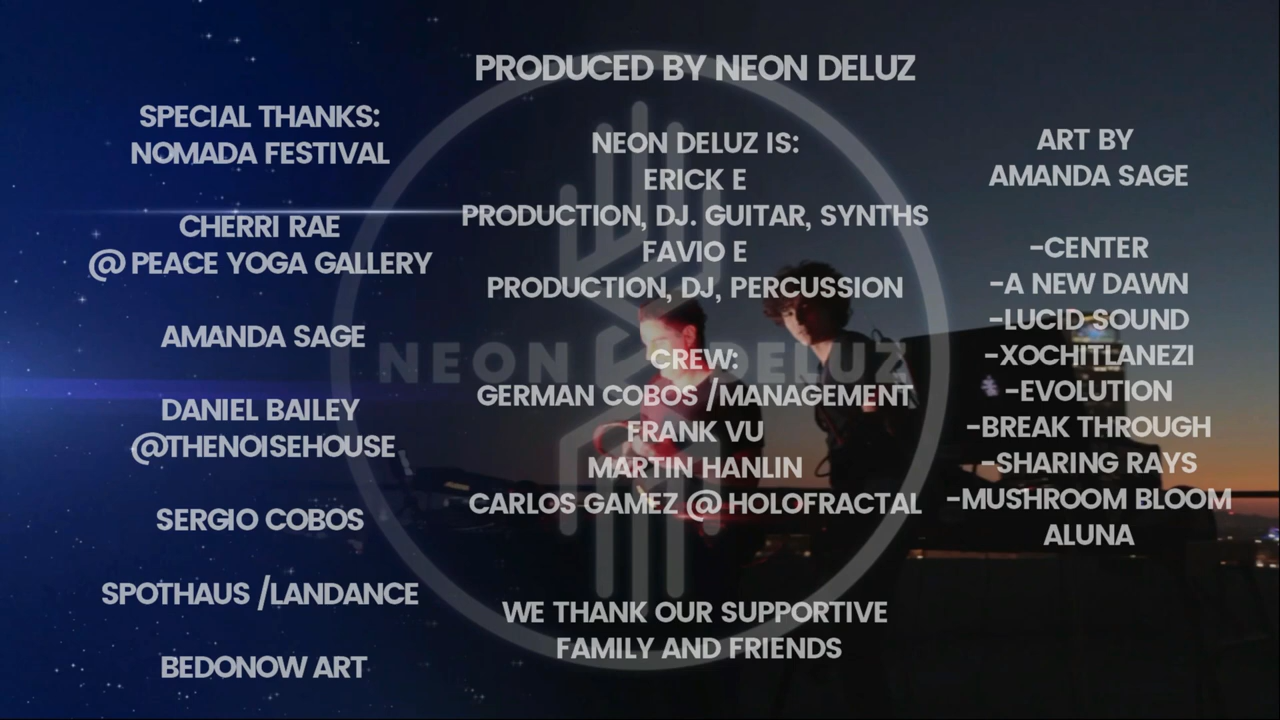 PRODUCED BY NEON DELUZ
SPECIAL THANKS:
NOMADA FESTIVAL
CHERRI RAE
@ PEACE YOGA GALLERY
AMANDA SAGE
DANIEL BAILEY
@THENOISEHOUSE
SERGIO COBOS
SPOTHAUS /LANDANCE
BEDONOW ART
NEON DELUZ IS:
ERICK E
PRODUCTION, DJ. GUITAR, SYNTHS
FAVIO E
PRODUCTION, DJ, PERCUSSION
NEON DELUZ
CREW:
GERMAN COBOS /MANAGEMENT
FRANK VU
MARTIN HANLIN
CARLOS GAMEZ @ HOLOFRACTAL
WE THANK OUR SUPPORTIVE
FAMILY AND FRIENDS
ART BY
AMANDA SAGE
-CENTER
-A NEW DAWN
-LUCID SOUND
-XOCHITLANEZI
-EVOLUTION
-BREAK THROUGH
-SHARING RAYS
-MUSHROOM BLOOM
ALUNA